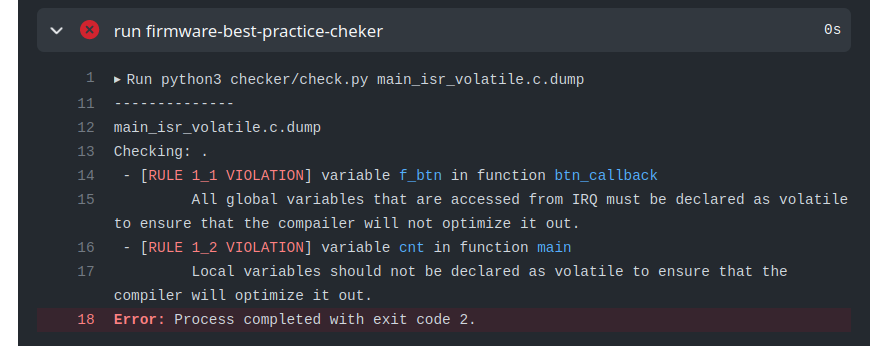 run firmware-best-practice-cheker 0s
1 ▸ Run python3 checker/check.py main_isr_volatile.c.dump
11 --------------
12 main_isr_volatile.c.dump
13 Checking: .
14 - [RULE 1_1 VIOLATION] variable f_btn in function btn_callback
15 All global variables that are accessed from IRQ must be declared as volatile
to ensure that the compailer will not optimize it out.
16 - [RULE 1_2 VIOLATION] variable cnt in function main
17 Local variables should not be declared as volatile to ensure that the
compiler will optimize it out.
18 Error: Process completed with exit code 2.